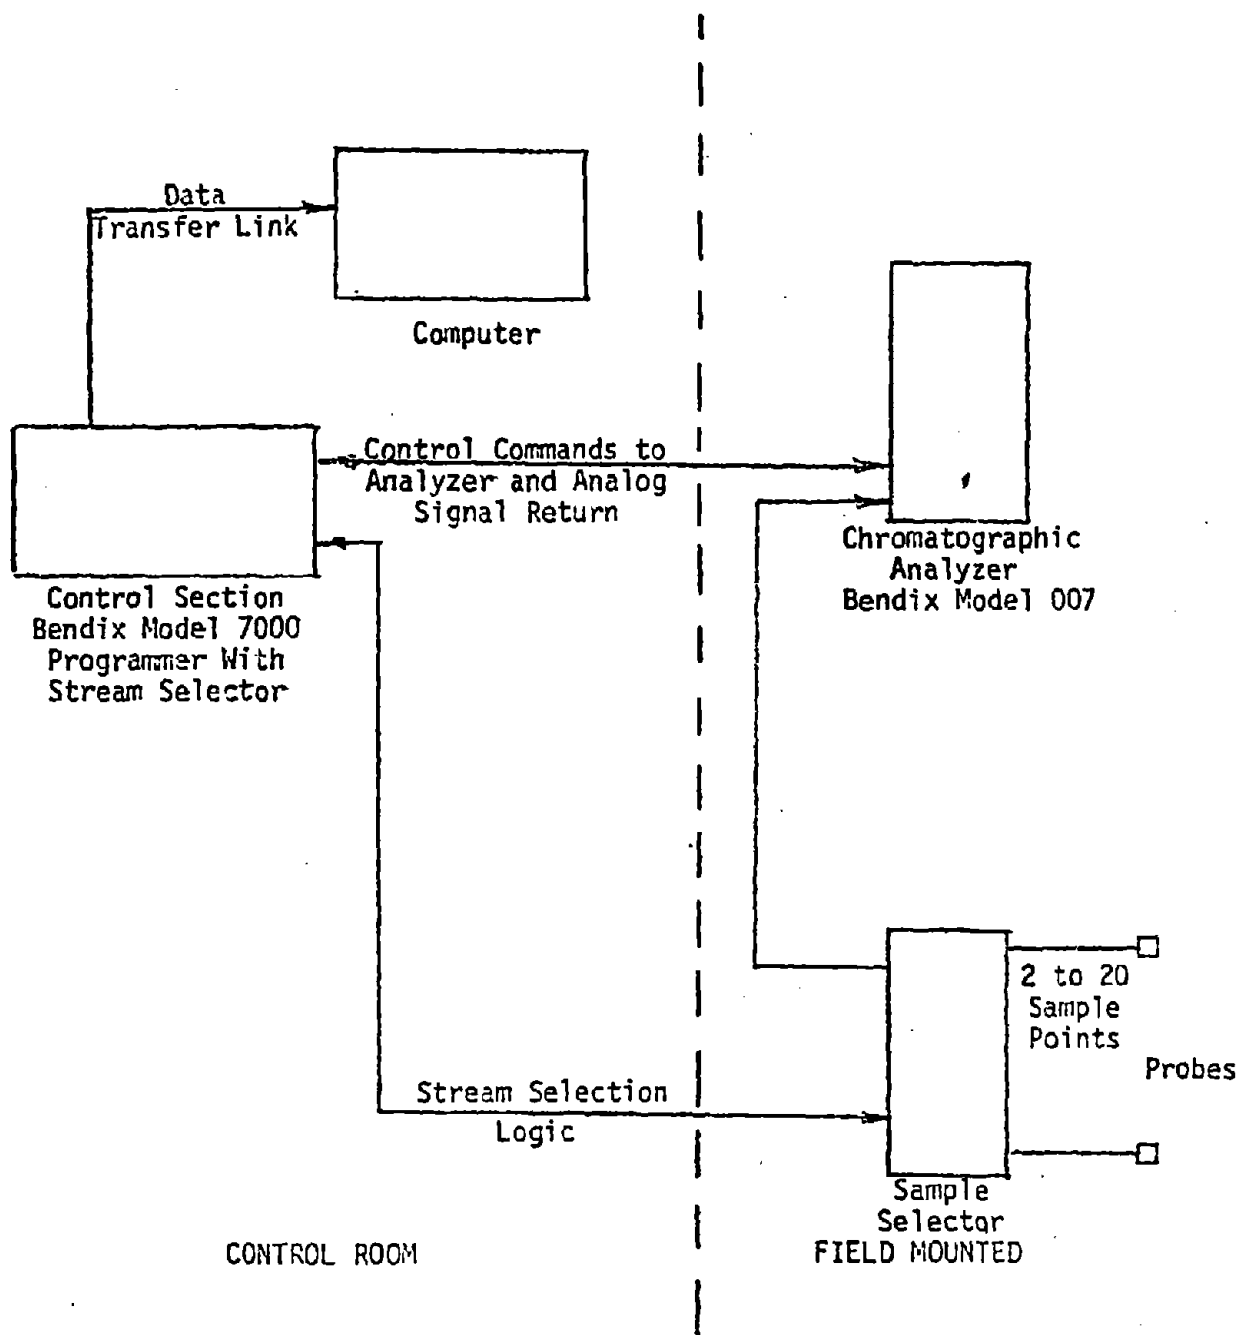 Data
Transfer Link
Computer
Control Commands to
Analyzer and Analog
Signal Return
Control Section
Bendix Model 7000
Programmer With
Stream Selector
Chromatographic
Analyzer
Bendix Model 007
2 to 20
Sample
Points
Probes
Stream Selection
Logic
Sample
Selector
CONTROL ROOM
FIELD MOUNTED